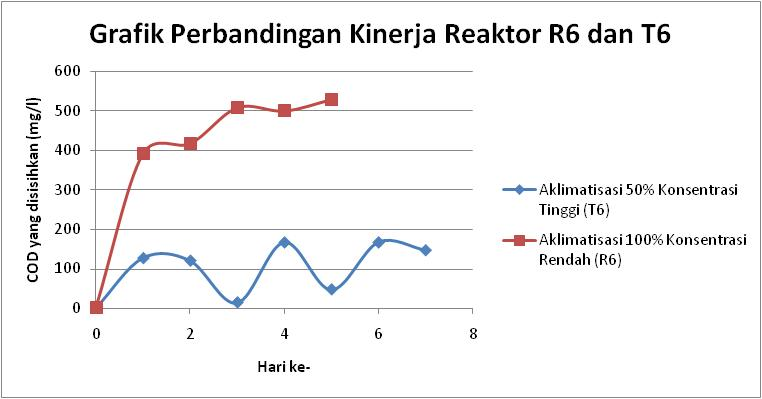 Grafik Perbandingan Kinerja Reaktor R6 dan T6
COD yang disisihkan (mg/l)
600
500
400
300
200
100
0
0 2 4 6 8
Hari ke-
Aklimatisasi 50% Konsentrasi
Tinggi (T6)
Aklimatisasi 100% Konsentrasi
Rendah (R6)